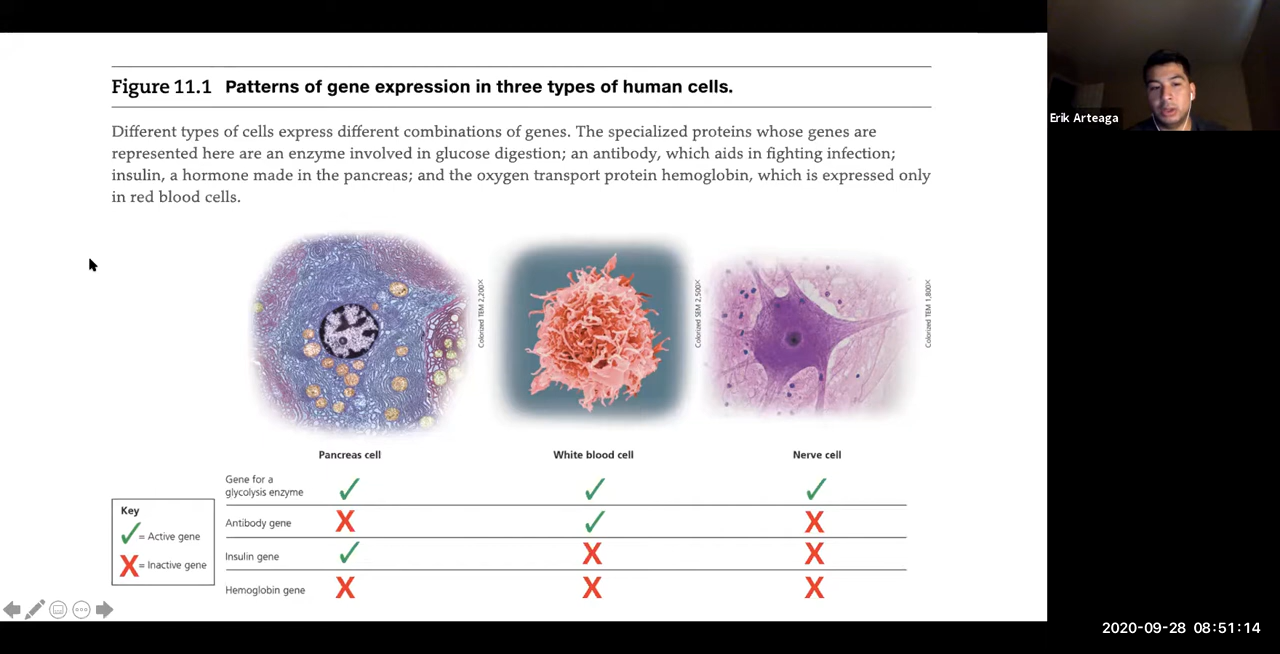 Figure 11.1 Patterns of gene expression in three types of human cells.
Different types of cells express different combinations of genes. The specialized proteins whose genes are
represented here are an enzyme involved in glucose digestion; an antibody, which aids in fighting infection;
insulin, a hormone made in the pancreas; and the oxygen transport protein hemoglobin, which is expressed only
in red blood cells.
Erik Arteaga
Colorized TEM 2,200X
Colorized SEM 2,500X
Colorized TEM 1,800X
Pancreas cell White blood cell Nerve cell
Gene for a
glycolysis enzyme ✓ ✓ ✓
Antibody gene X ✓ X
Insulin gene ✓ X X
Hemoglobin gene X X X
Key
✓ = Active gene
X = Inactive gene
2020-09-28 08:51:14